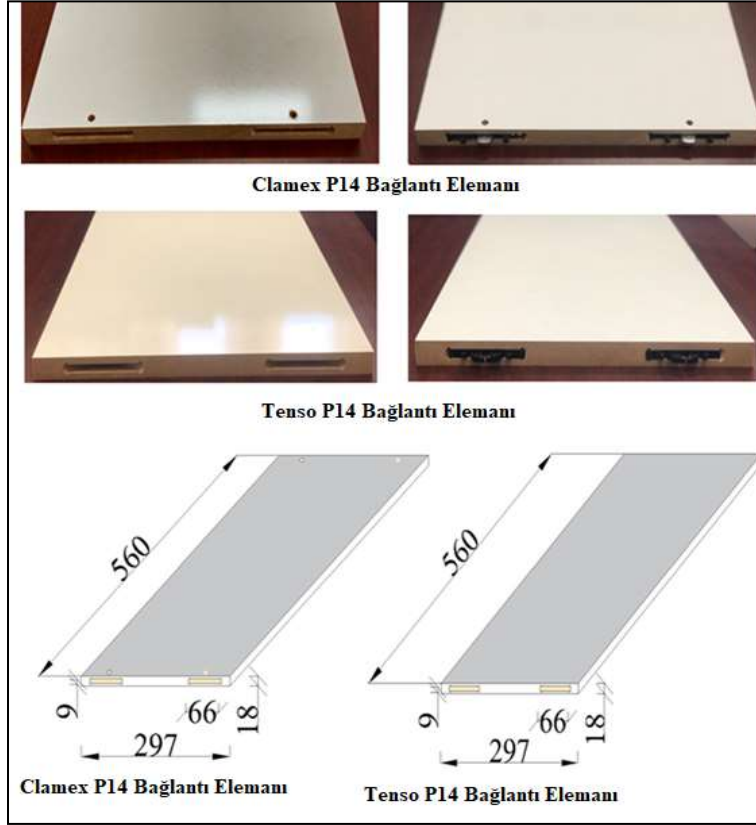 Clamex P14 Bağlantı Elemanı
Tenso P14 Bağlantı Elemanı
560
9
66
18
297
Clamex P14 Bağlantı Elemanı
560
9
66
18
297
Tenso P14 Bağlantı Elemanı